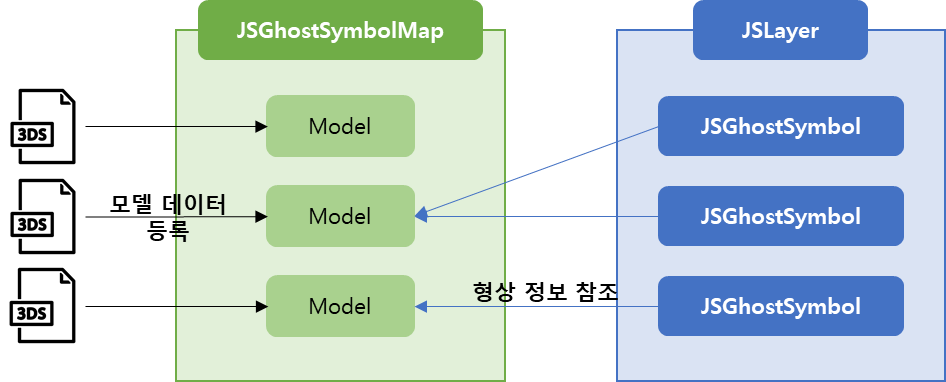 JSGhostSymbolMap
JSLayer
3DS
Model
JSGhostSymbol
3DS
모델 데이터
등록
Model
JSGhostSymbol
3DS
Model
형상 정보 참조
JSGhostSymbol